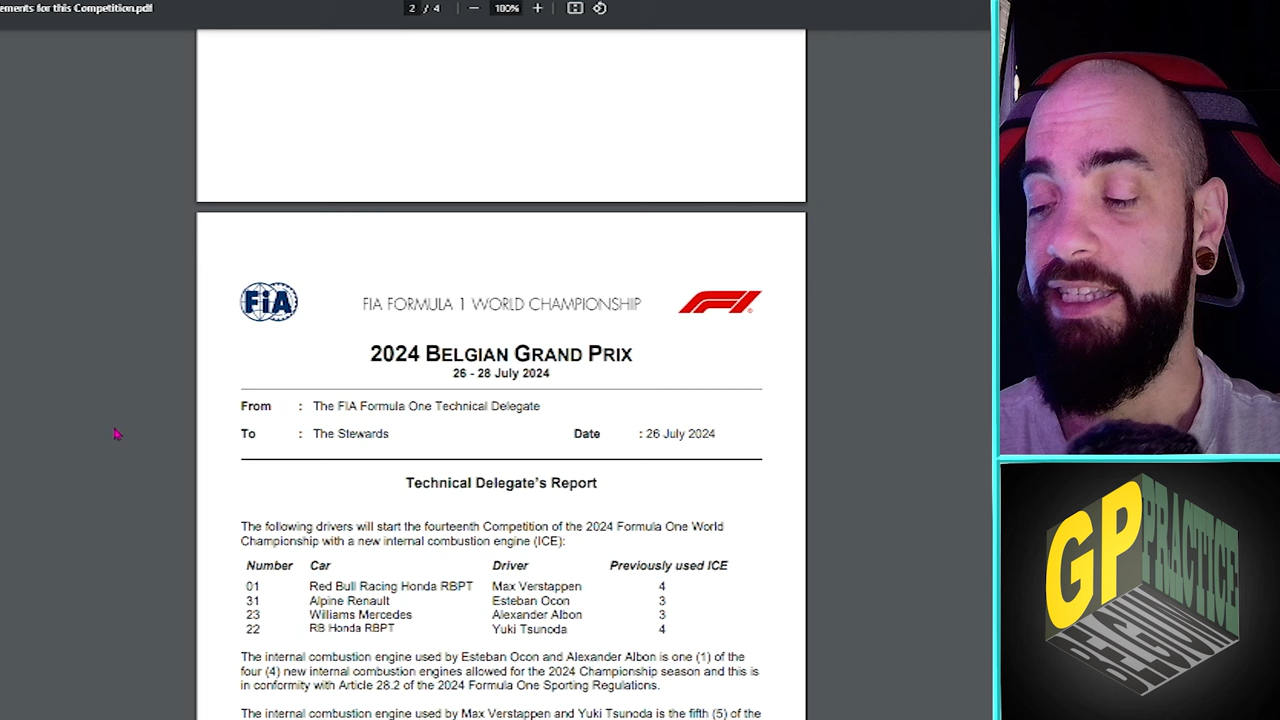 ements for this Competition.pdf
2 / 4
100%
FiA
FIA FORMULA 1 WORLD CHAMPIONSHIP
2024 BELGIAN GRAND PRIX
26 - 28 July 2024
From : The FIA Formula One Technical Delegate
To : The Stewards Date : 26 July 2024
Technical Delegate's Report
The following drivers will start the fourteenth Competition of the 2024 Formula One World
Championship with a new internal combustion engine (ICE):
Number Car Driver Previously used ICE
01 Red Bull Racing Honda RBPT Max Verstappen 4
31 Alpine Renault Esteban Ocon 3
23 Williams Mercedes Alexander Albon 3
22 RB Honda RBPT Yuki Tsunoda 4
The internal combustion engine used by Esteban Ocon and Alexander Albon is one (1) of the
four (4) new internal combustion engines allowed for the 2024 Championship season and this is
in conformity with Article 28.2 of the 2024 Formula One Sporting Regulations.
The internal combustion engine used by Max Verstappen and Yuki Tsunoda is the fifth (5) of the
GP
PRACTICE